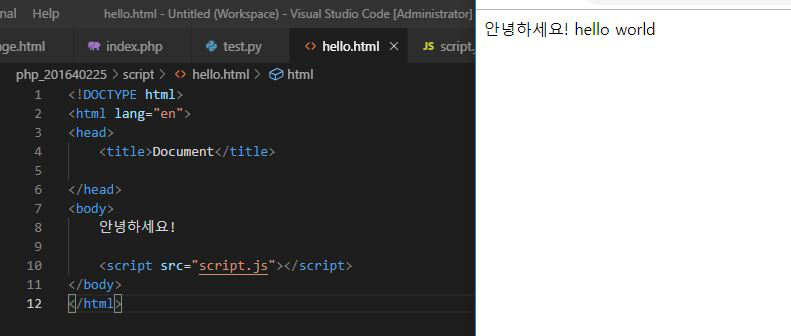 nal Help hello.html - Untitled (Workspace) - Visual Studio Code [Administrator]
age.html index.php test.py <> hello.html × JS script.
php_201640225 > script > <> hello.html > html
1 <!DOCTYPE html>
2 <html lang="en">
3 <head>
4 <title>Document</title>
5
6 </head>
7 <body>
8 안녕하세요!
9
10 <script src="script.js"></script>
11 </body>
12 </html>
안녕하세요! hello world